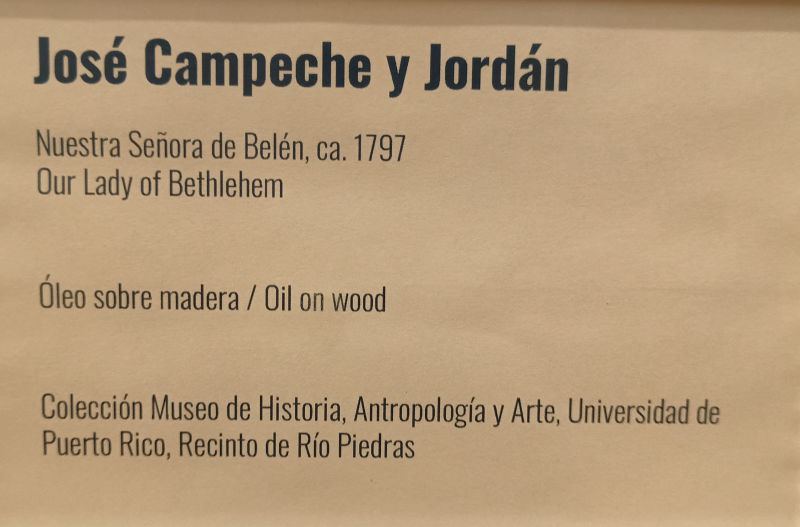 José Campeche y Jordán
Nuestra Señora de Belén, ca. 1797
Our Lady of Bethlehem
Óleo sobre madera / Oil on wood
Colección Museo de Historia, Antropología y Arte, Universidad de
Puerto Rico, Recinto de Río Piedras